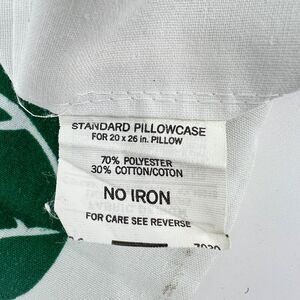 STANDARD PILLOWCASE
FOR 20 x 26 in. PILLOW
70% POLYESTER
30% COTTON/COTON
NO IRON
FOR CARE SEE REVERSE